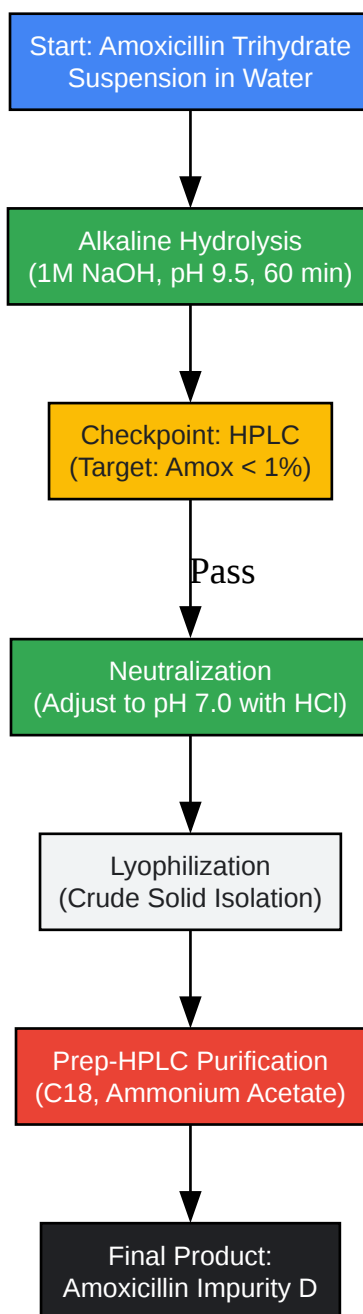 Start: Amoxicillin Trihydrate
Suspension in Water
Alkaline Hydrolysis
(1M NaOH, pH 9.5, 60 min)
Checkpoint: HPLC
(Target: Amox < 1%)
Pass
Neutralization
(Adjust to pH 7.0 with HCl)
Lyophilization
(Crude Solid Isolation)
Prep-HPLC Purification
(C18, Ammonium Acetate)
Final Product:
Amoxicillin Impurity D